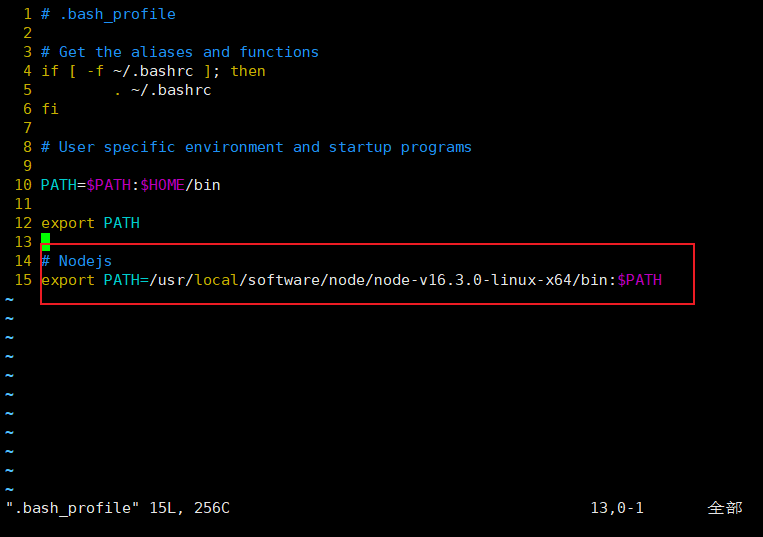 1 # .bash_profile
2
3 # Get the aliases and functions
4 if [ -f ~/.bashrc ]; then
5         . ~/.bashrc
6 fi
7
8 # User specific environment and startup programs
9
10 PATH=$PATH:$HOME/bin
11
12 export PATH
13
14 # Nodejs
15 export PATH=/usr/local/software/node/node-v16.3.0-linux-x64/bin:$PATH
~
~
~
~
~
~
~
~
~
~
~
".bash_profile" 15L, 256C 13,0-1 全部